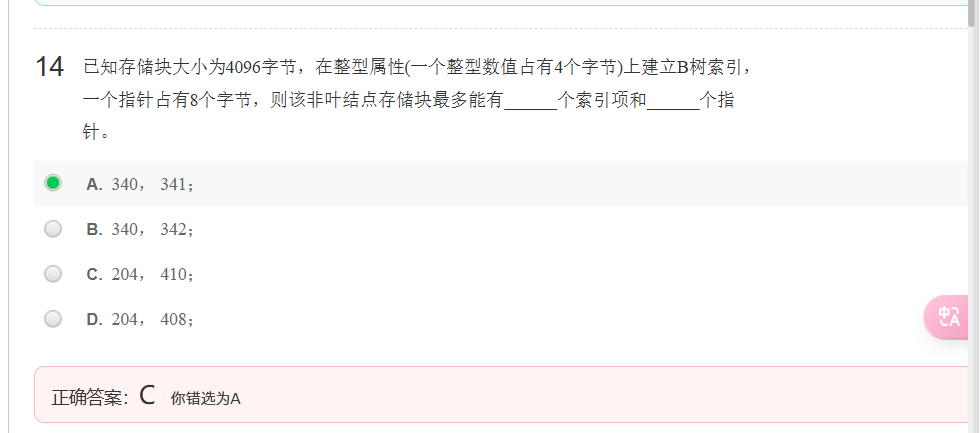 14 已知存储块大小为4096字节，在整型属性(一个整型数值占有4个字节)上建立B树索引，
一个指针占有8个字节，则该非叶结点存储块最多能有______个索引项和______个指
针。
A. 340， 341；
B. 340， 342；
C. 204， 410；
D. 204， 408；
中 A
正确答案：C 你错选为A